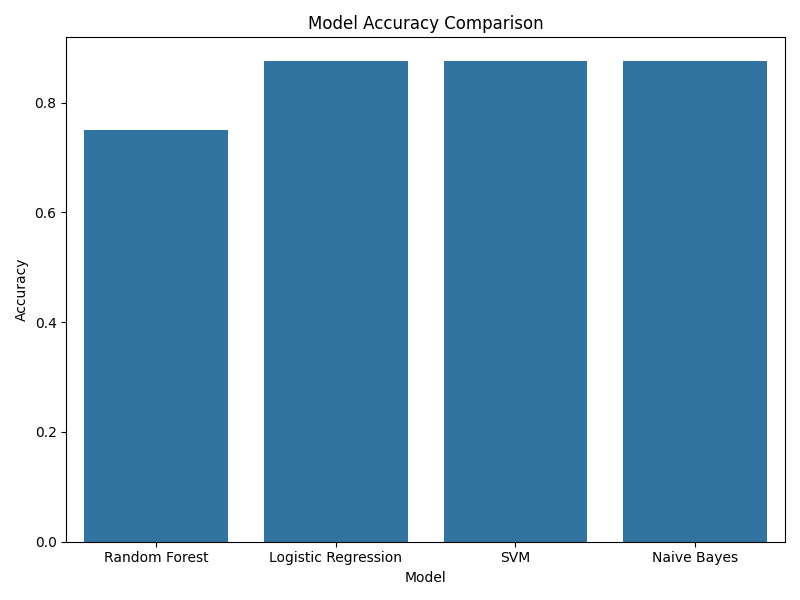 Model Accuracy Comparison
Accuracy
0.8
0.6
0.4
0.2
0.0
Random Forest
Logistic Regression
SVM
Naive Bayes
Model